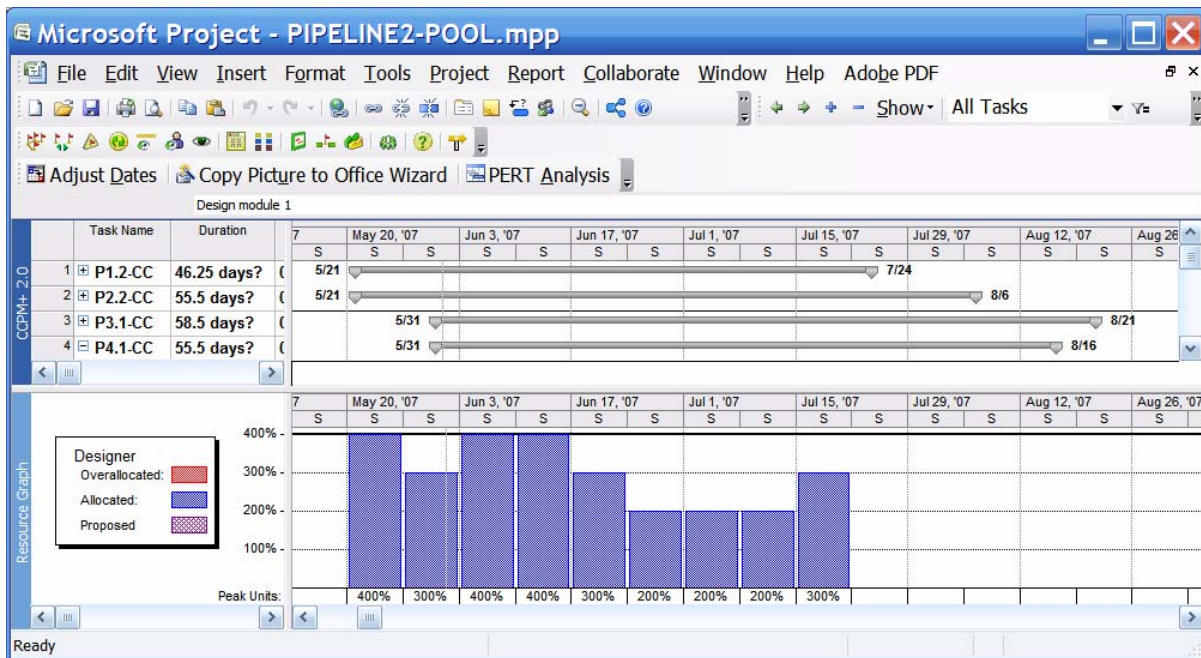 Microsoft Project - PIPELINE2-POOL.mpp
File Edit View Insert Format Tools Project Report Collaborate Window Help Adobe PDF
Show All Tasks
Adjust Dates Copy Picture to Office Wizard PERT Analysis
Design module 1
Task Name Duration 7 May 20, '07 Jun 3, '07 Jun 17, '07 Jul 1, '07 Jul 15, '07 Jul 29, '07 Aug 12, '07 Aug 26
S S S S S S S S S S S S S S S S
1 P1.2-CC 46.25 days? 5/21 7/24
2 P2.2-CC 55.5 days? 5/21 8/6
3 P3.1-CC 58.5 days? 5/31 8/21
4 P4.1-CC 55.5 days? 5/31 8/16
CCPM+ 2.0
7 May 20, '07 Jun 3, '07 Jun 17, '07 Jul 1, '07 Jul 15, '07 Jul 29, '07 Aug 12, '07 Aug 26, '07
S S S S S S S S S S S S S S S S
Resource Graph
Designer
Overallocated:
Allocated:
Proposed
400%
300%
200%
100%
Peak Units: 400% 300% 400% 400% 300% 200% 200% 200% 300%
Ready